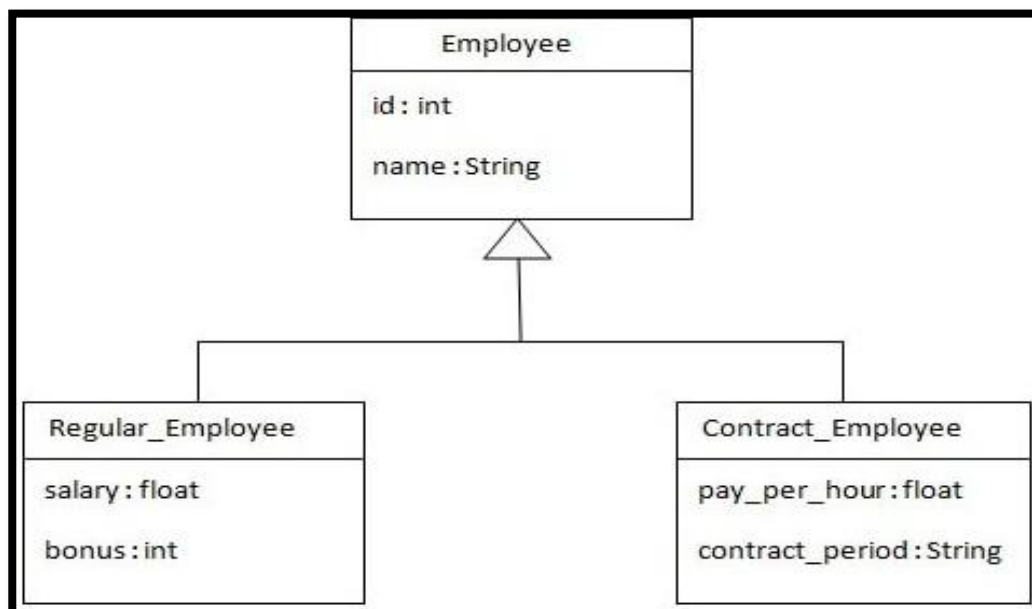 Employee
id : int
name : String
Regular_Employee
salary : float
bonus : int
Contract_Employee
pay_per_hour : float
contract_period : String